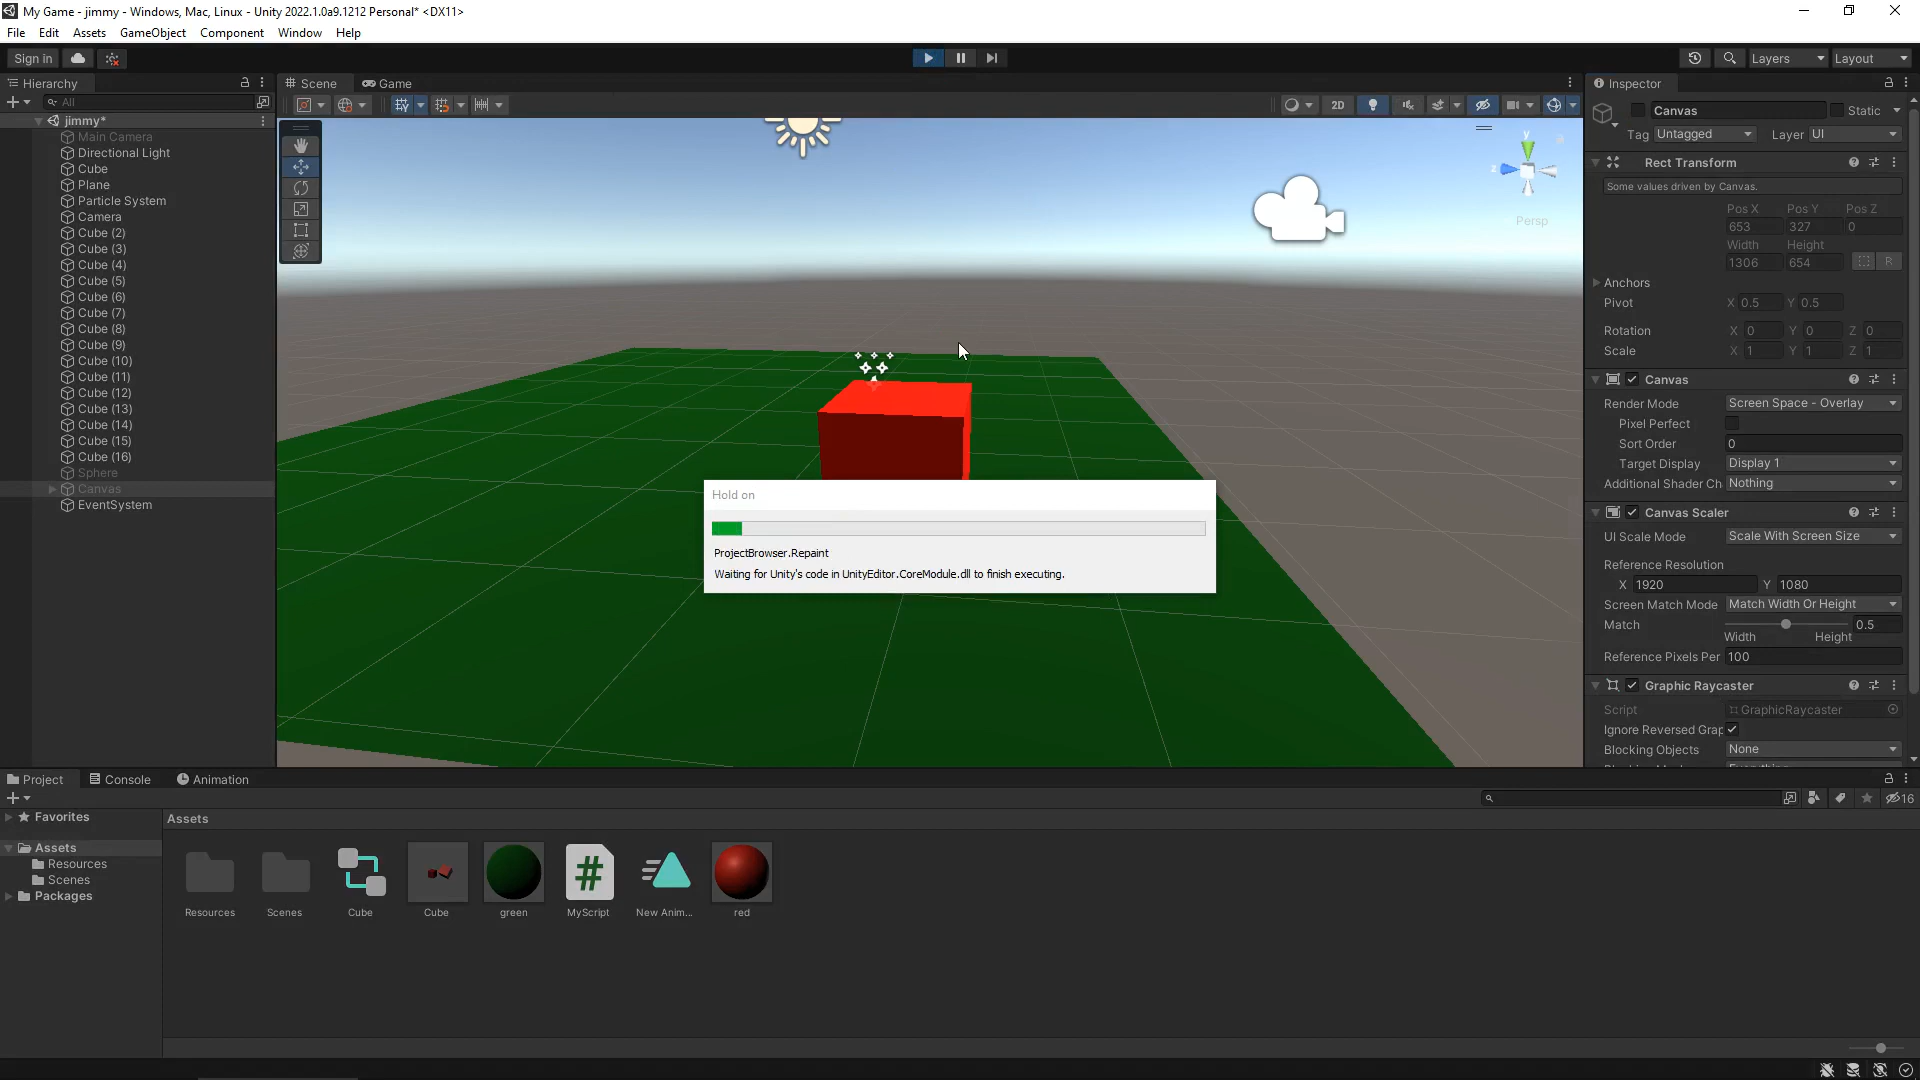 My Game - jimmy - Windows, Mac, Linux - Unity 2022.1.0a9.1212 Personal* <DX11>
File Edit Assets GameObject Component Window Help
Sign in
Layers
Layout
Hierarchy
All
jimmy*
Main Camera
Directional Light
Cube
Plane
Particle System
Camera
Cube (2)
Cube (3)
Cube (4)
Cube (5)
Cube (6)
Cube (7)
Cube (8)
Cube (9)
Cube (10)
Cube (11)
Cube (12)
Cube (13)
Cube (14)
Cube (15)
Cube (16)
Sphere
Canvas
EventSystem
Scene Game
2D
y
z
Persp
Hold on
ProjectBrowser.Repaint
Waiting for Unity's code in UnityEditor.CoreModule.dll to finish executing.
Inspector
Canvas Static
Tag Untagged Layer UI
Rect Transform
Some values driven by Canvas.
Pos X Pos Y Pos Z
653 327 0
Width Height
1306 654
R
Anchors
Pivot X 0.5 Y 0.5
Rotation X 0 Y 0 Z 0
Scale X 1 Y 1 Z 1
Canvas
Render Mode Screen Space - Overlay
Pixel Perfect
Sort Order 0
Target Display Display 1
Additional Shader Ch Nothing
Canvas Scaler
UI Scale Mode Scale With Screen Size
Reference Resolution
X 1920 Y 1080
Screen Match Mode Match Width Or Height
Match 0.5
Width Height
Reference Pixels Per 100
Graphic Raycaster
Script GraphicRaycaster
Ignore Reversed Grap
Blocking Objects None
Project Console Animation
16
Favorites
Assets
Resources
Scenes
Packages
Assets
Resources Scenes Cube Cube green MyScript New Anim... red